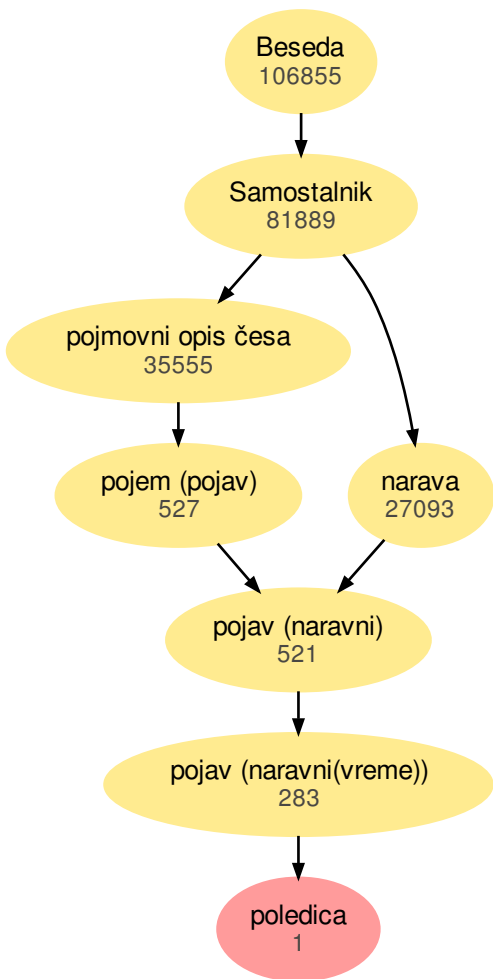 Beseda
106855
Samostalnik
81889
pojmovni opis česa
35555
pojem (pojav)
527
narava
27093
pojav (naravni)
521
pojav (naravni(vreme))
283
poledica
1